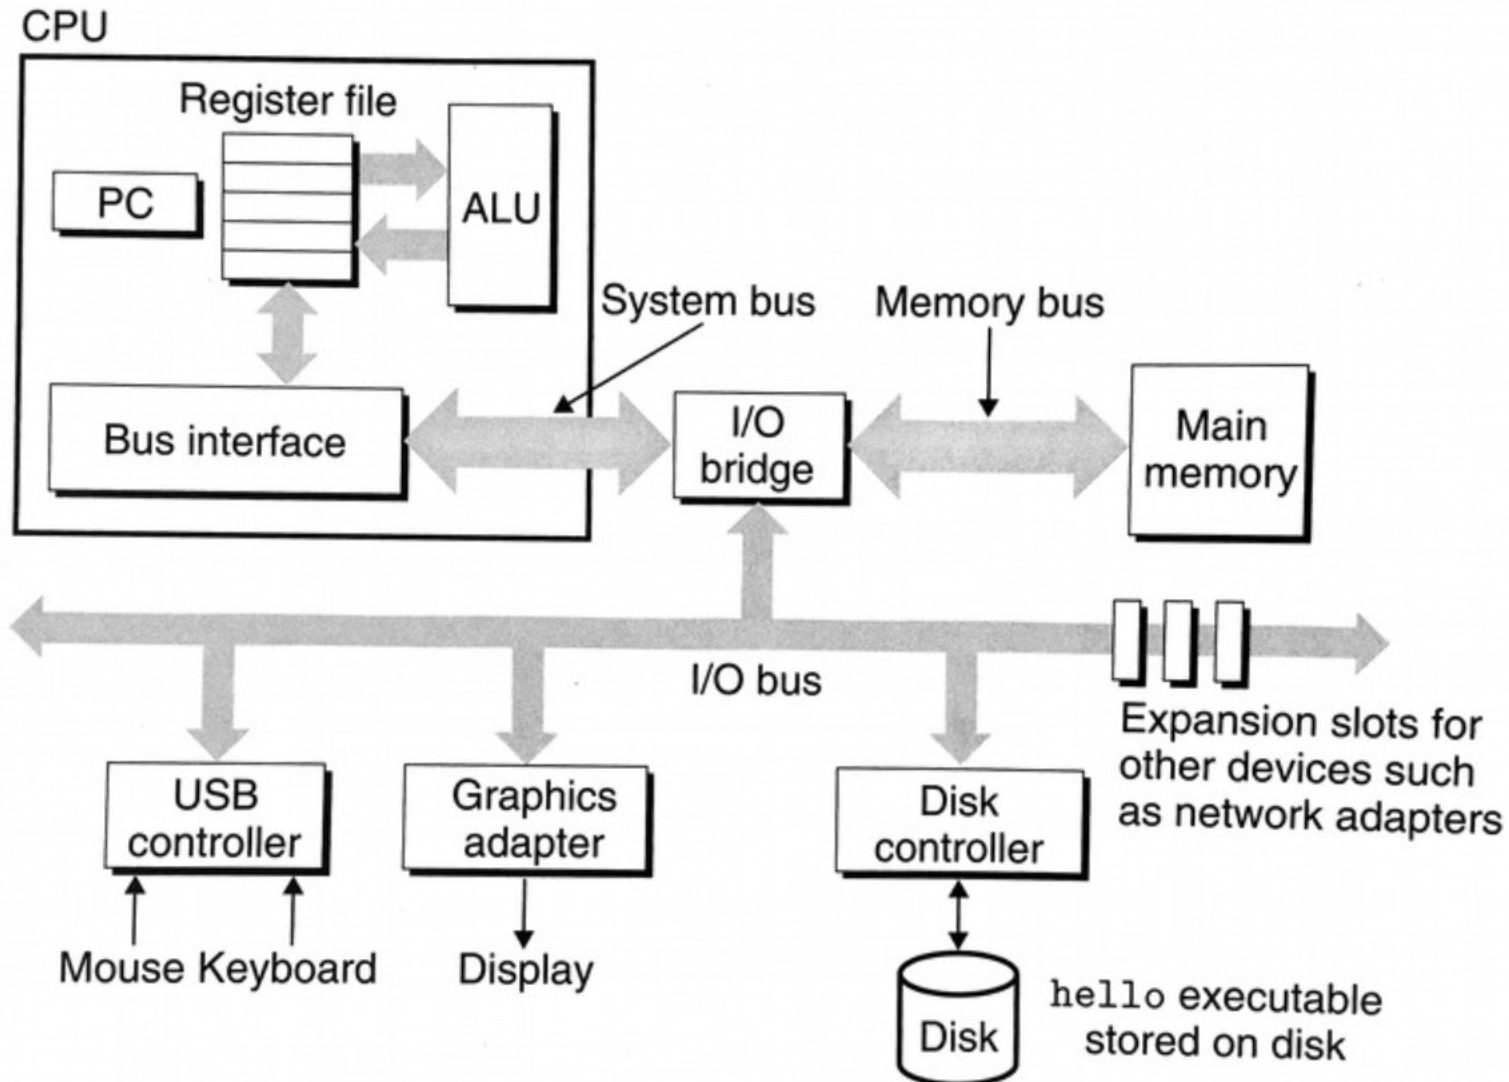 CPU
Register file
PC
ALU
System bus
Memory bus
Bus interface
I/O
bridge
Main
memory
I/O bus
Expansion slots for
other devices such
as network adapters
USB
controller
Graphics
adapter
Disk
controller
Mouse Keyboard
Display
Disk
hello executable
stored on disk